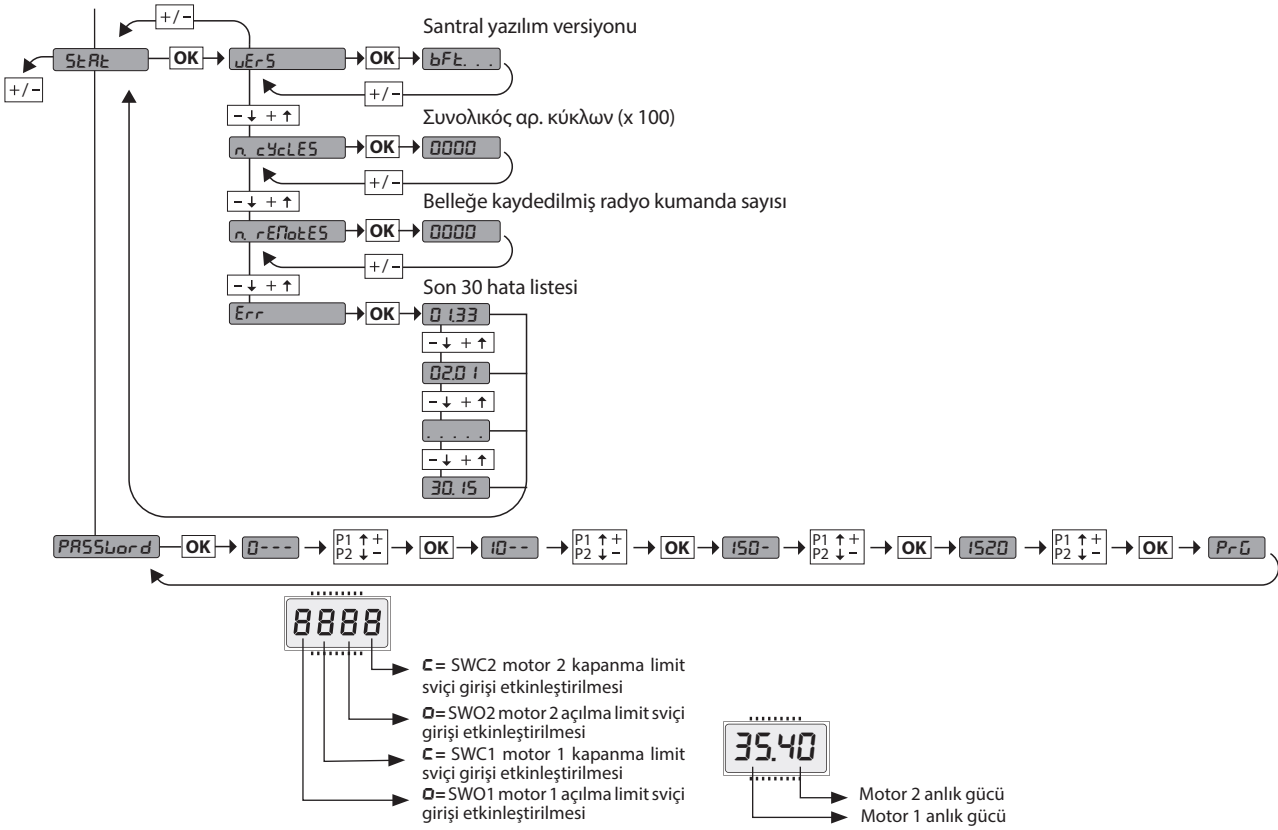 +/-
Santral yazılım versiyonu
StAt OK vErS OK bFt. . .
+/-
+/-
- ↓ + ↑
Συνολικός αρ. κύκλων (x 100)
n. cYcLES OK 0000
+/-
- ↓ + ↑
Belleğe kaydedilmiş radyo kumanda sayısı
n. rEMotES OK 0000
+/-
- ↓ + ↑
Son 30 hata listesi
Err OK 01.33
- ↓ + ↑
02.01
- ↓ + ↑
. . . . .
- ↓ + ↑
30.15
PASSword OK 0--- P1 ↑ + P2 ↓ - OK 10-- P1 ↑ + P2 ↓ - OK 150- P1 ↑ + P2 ↓ - OK 1520 P1 ↑ + P2 ↓ - OK PrG
8888
C= SWC2 motor 2 kapanma limit
sviçi girişi etkinleştirilmesi
O= SWO2 motor 2 açılma limit sviçi
girişi etkinleştirilmesi
C= SWC1 motor 1 kapanma limit
sviçi girişi etkinleştirilmesi
O= SWO1 motor 1 açılma limit sviçi
girişi etkinleştirilmesi
35.40
Motor 2 anlık gücü
Motor 1 anlık gücü